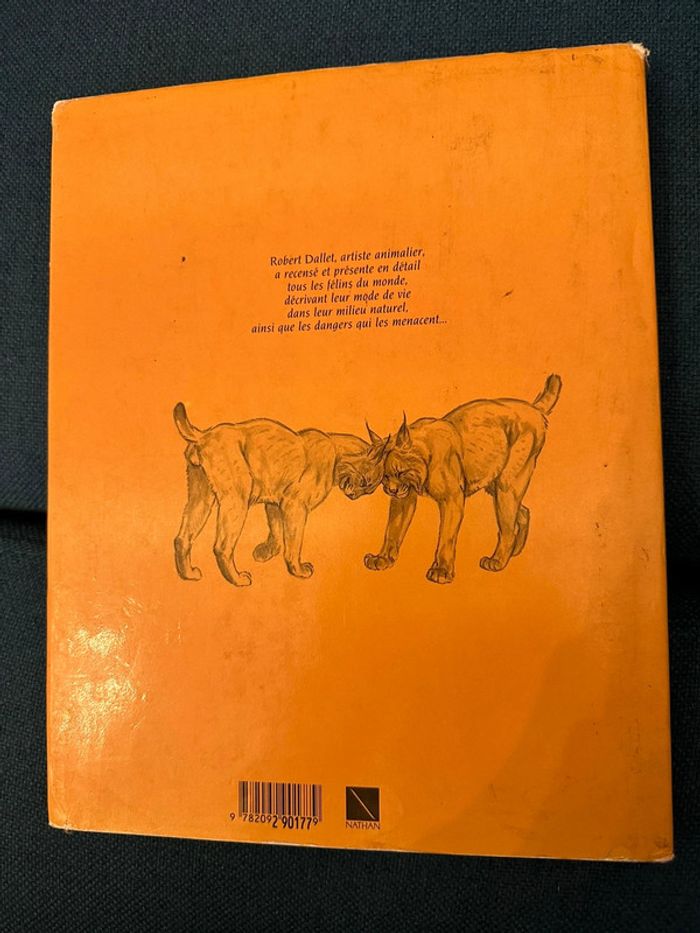 Robert Dallet, artiste animalier,
a recensé et présente en détail
tous les félins du monde,
décrivant leur mode de vie
dans leur milieu naturel,
ainsi que les dangers qui les menacent...
9 782092 901779
NATHAN